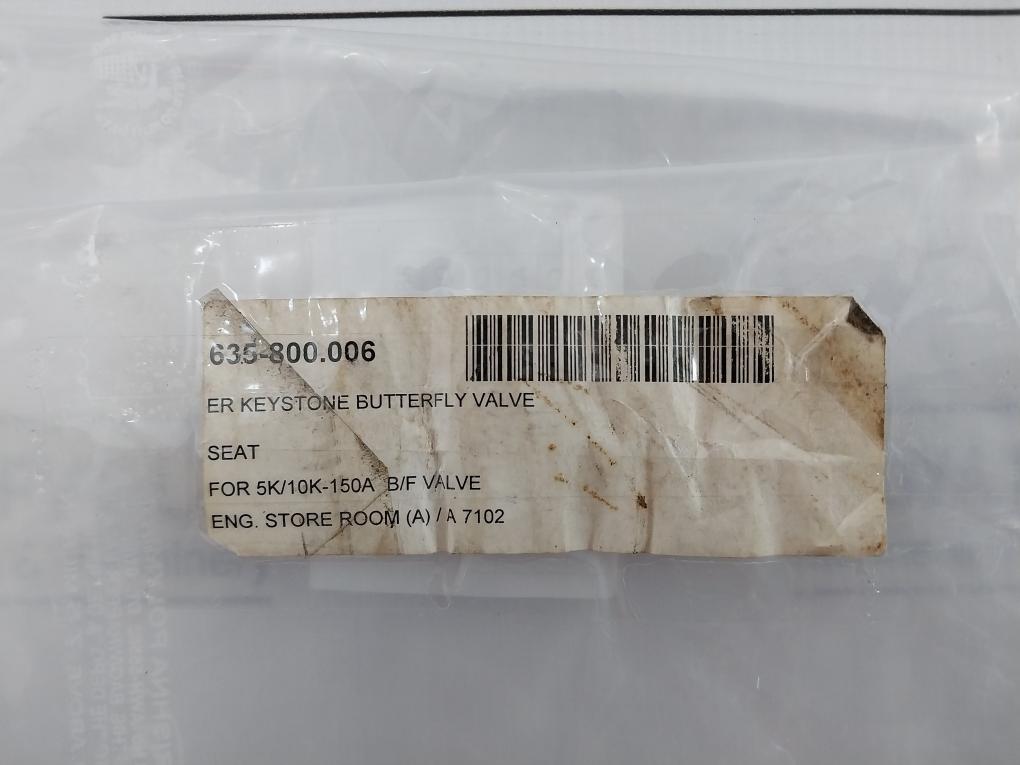 635-800.006
ER KEYSTONE BUTTERFLY VALVE
SEAT
FOR 5K/10K-150A B/F VALVE
ENG. STORE ROOM (A) / A 7102